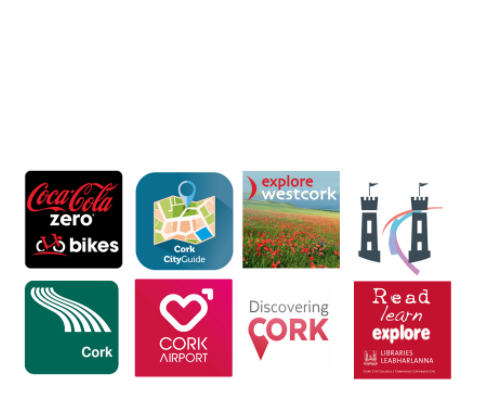 Coca-Cola
zero
bikes
Cork
CityGuide
explore
westcork
Cork
CORK
AIRPORT
Discovering
CORK
Read
learn
explore
LIBRARIES
LEABHARLANNA